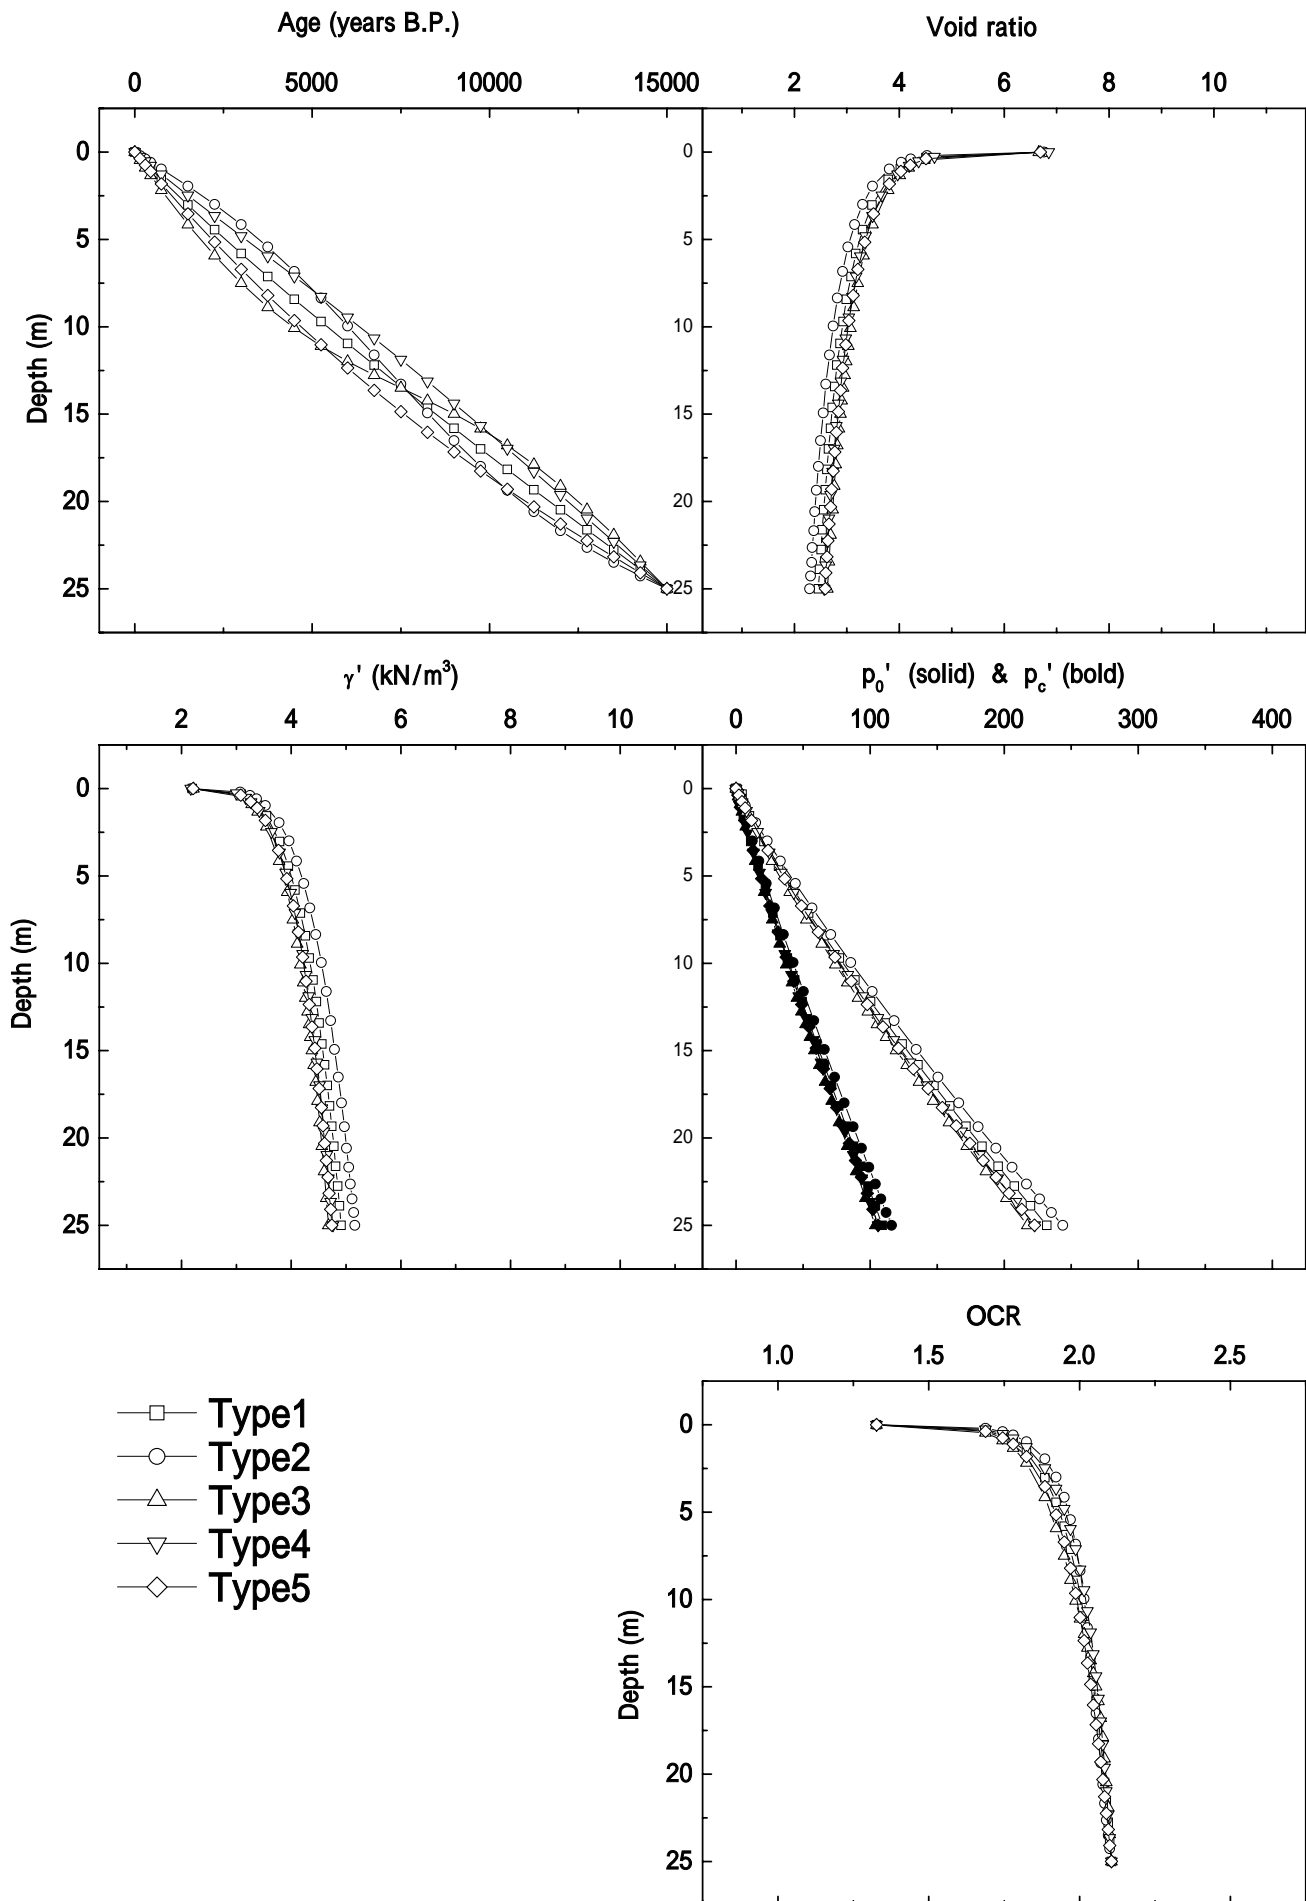 Age (years B.P.)
0 5000 10000 15000
Depth (m)
0
5
10
15
20
25
Void ratio
2 4 6 8 10
0
5
10
15
20
25
γ' (kN/m³)
2 4 6 8 10
Depth (m)
0
5
10
15
20
25
p₀' (solid) & p_c' (bold)
0 100 200 300 400
0
5
10
15
20
25
Type1
Type2
Type3
Type4
Type5
OCR
1.0 1.5 2.0 2.5
Depth (m)
0
5
10
15
20
25